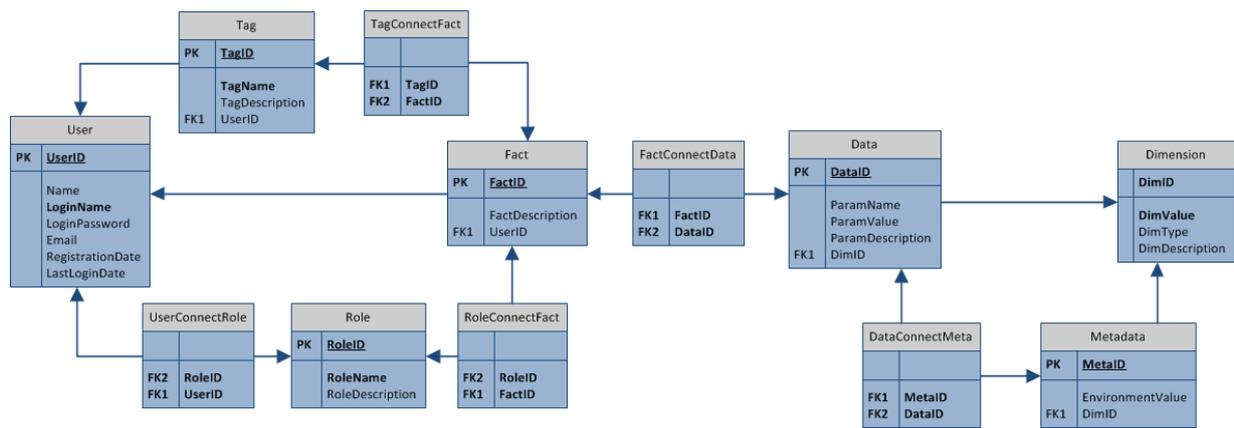 Tag
PK TagID
TagName
TagDescription
FK1 UserID
TagConnectFact
FK1 TagID
FK2 FactID
User
PK UserID
Name
LoginName
LoginPassword
Email
RegistrationDate
LastLoginDate
Fact
PK FactID
FactDescription
FK1 UserID
FactConnectData
FK1 FactID
FK2 DataID
Data
PK DataID
ParamName
ParamValue
ParamDescription
FK1 DimID
Dimension
DimID
DimValue
DimType
DimDescription
UserConnectRole
FK2 RoleID
FK1 UserID
Role
PK RoleID
RoleName
RoleDescription
RoleConnectFact
FK2 RoleID
FK1 FactID
DataConnectMeta
FK1 MetaID
FK2 DataID
Metadata
PK MetaID
EnvironmentValue
FK1 DimID